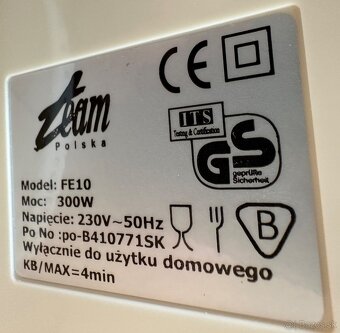 Team
Polska
CE
ITS
Testing & Certification
GS
geprüfte
Sicherheit
Model: FE10
Moc: 300W
Napięcie: 230V~50Hz
Po No :po-B410771SK
B
Wyłącznie do użytku domowego
KB/MAX=4min